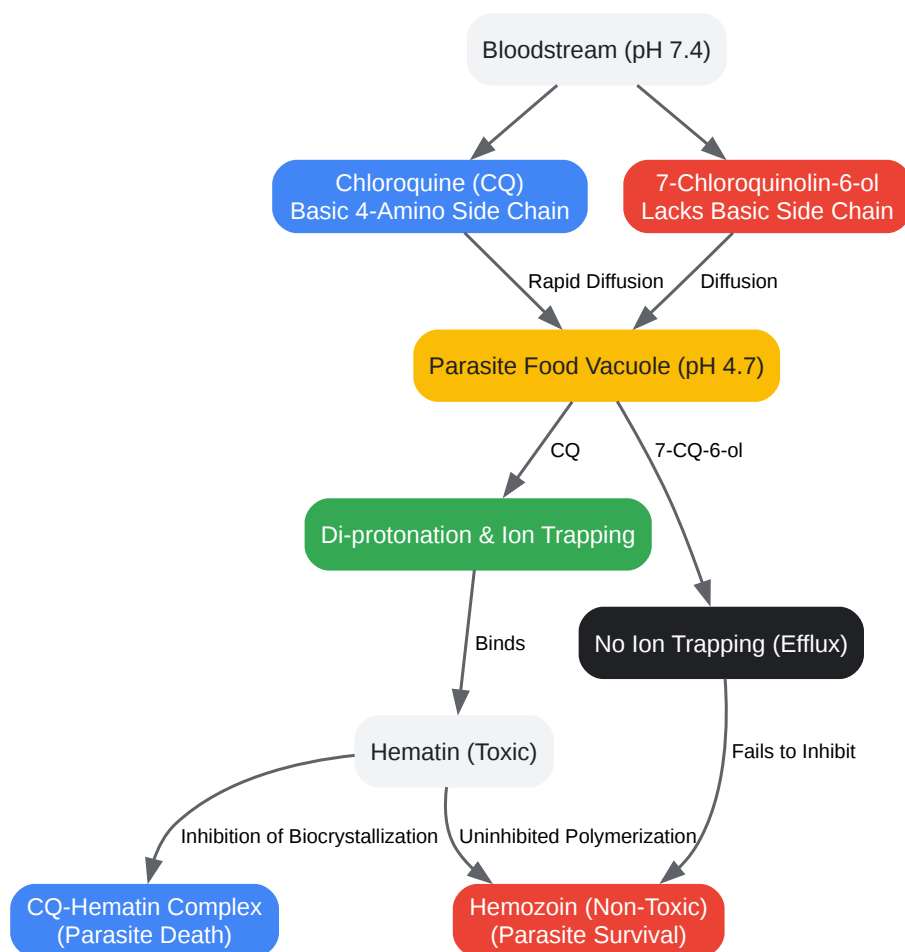 Bloodstream (pH 7.4)
Chloroquine (CQ)
Basic 4-Amino Side Chain
7-Chloroquinolin-6-ol
Lacks Basic Side Chain
Rapid Diffusion
Diffusion
Parasite Food Vacuole (pH 4.7)
CQ
7-CQ-6-ol
Di-protonation & Ion Trapping
No Ion Trapping (Efflux)
Binds
Hematin (Toxic)
Fails to Inhibit
Inhibition of Biocrystallization
Uninhibited Polymerization
CQ-Hematin Complex
(Parasite Death)
Hemozoin (Non-Toxic)
(Parasite Survival)